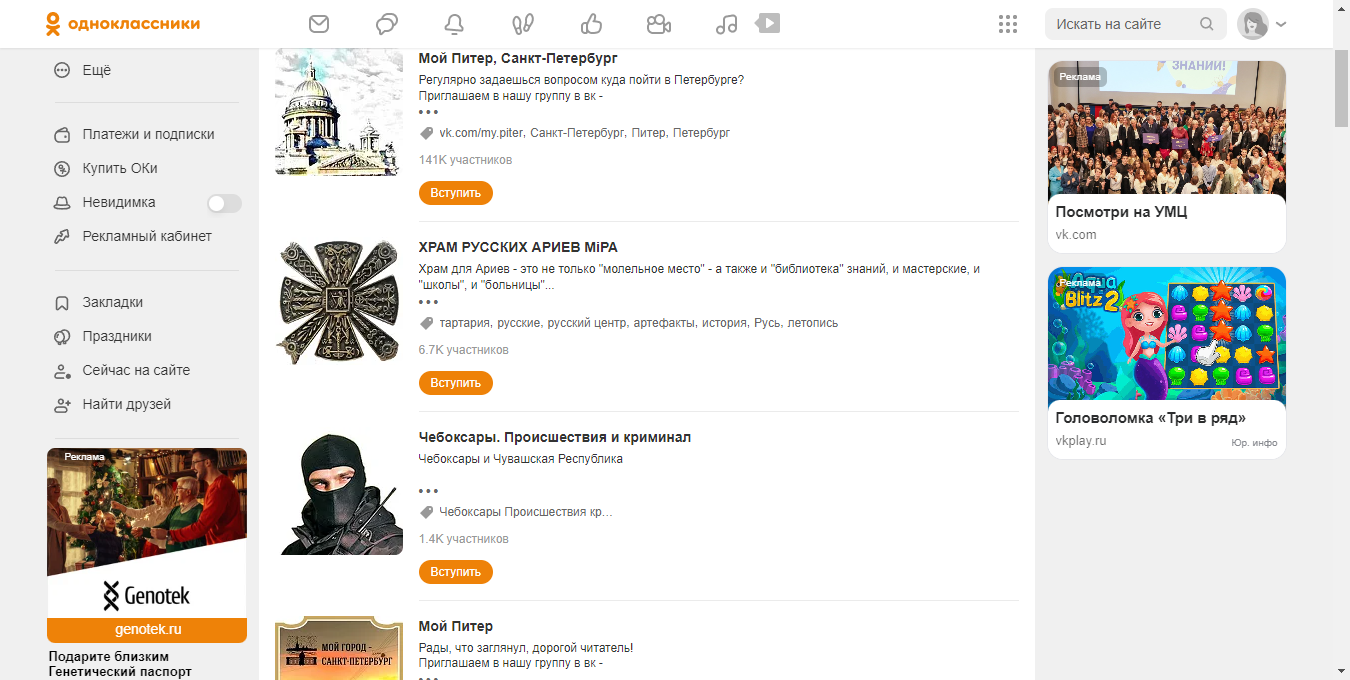 одноклассники
Искать на сайте
Ещё
Платежи и подписки
Купить ОКи
Невидимка
Рекламный кабинет
Закладки
Праздники
Сейчас на сайте
Найти друзей
Реклама
Genotek
genotek.ru
Подарите близким
Генетический паспорт
Мой Питер, Санкт-Петербург
Регулярно задаешься вопросом куда пойти в Петербурге?
Приглашаем в нашу группу в вк -
•••
vk.com/my.piter, Санкт-Петербург, Питер, Петербург
141K участников
Вступить
ХРАМ РУССКИХ АРИЕВ МiРА
Храм для Ариев - это не только "молельное место" - а также и "библиотека" знаний, и мастерские, и
"школы", и "больницы"...
•••
тартария, русские, русский центр, артефакты, история, Русь, летопись
6.7K участников
Вступить
Чебоксары. Происшествия и криминал
Чебоксары и Чувашская Республика
•••
Чебоксары Происшествия кр...
1.4K участников
Вступить
МОЙ ГОРОД -
САНКТ-ПЕТЕРБУРГ
Мой Питер
Рады, что заглянул, дорогой читатель!
Приглашаем в нашу группу в вк -
•••
ЗНАНИЙ!
Реклама
Посмотри на УМЦ
vk.com
Реклама
Aqua
Blitz 2
Головоломка «Три в ряд»
vkplay.ru
Юр. инфо